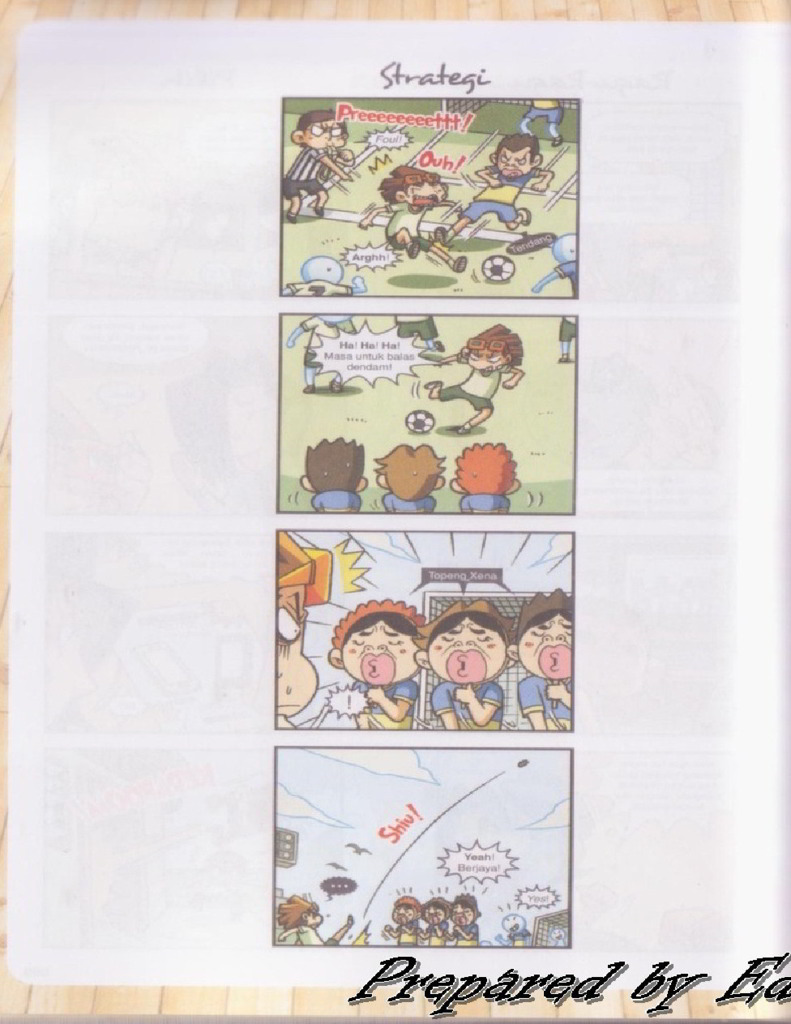 Strategi
Preeeeeeeettt!
Foul!
Ouh!
Tendang
Arghh!
Ha! Ha! Ha!
Masa untuk balas
dendam!
Topeng Xena
!
Shiu!
Yeah!
Berjaya!
...
Yes!
Prepared by Ed